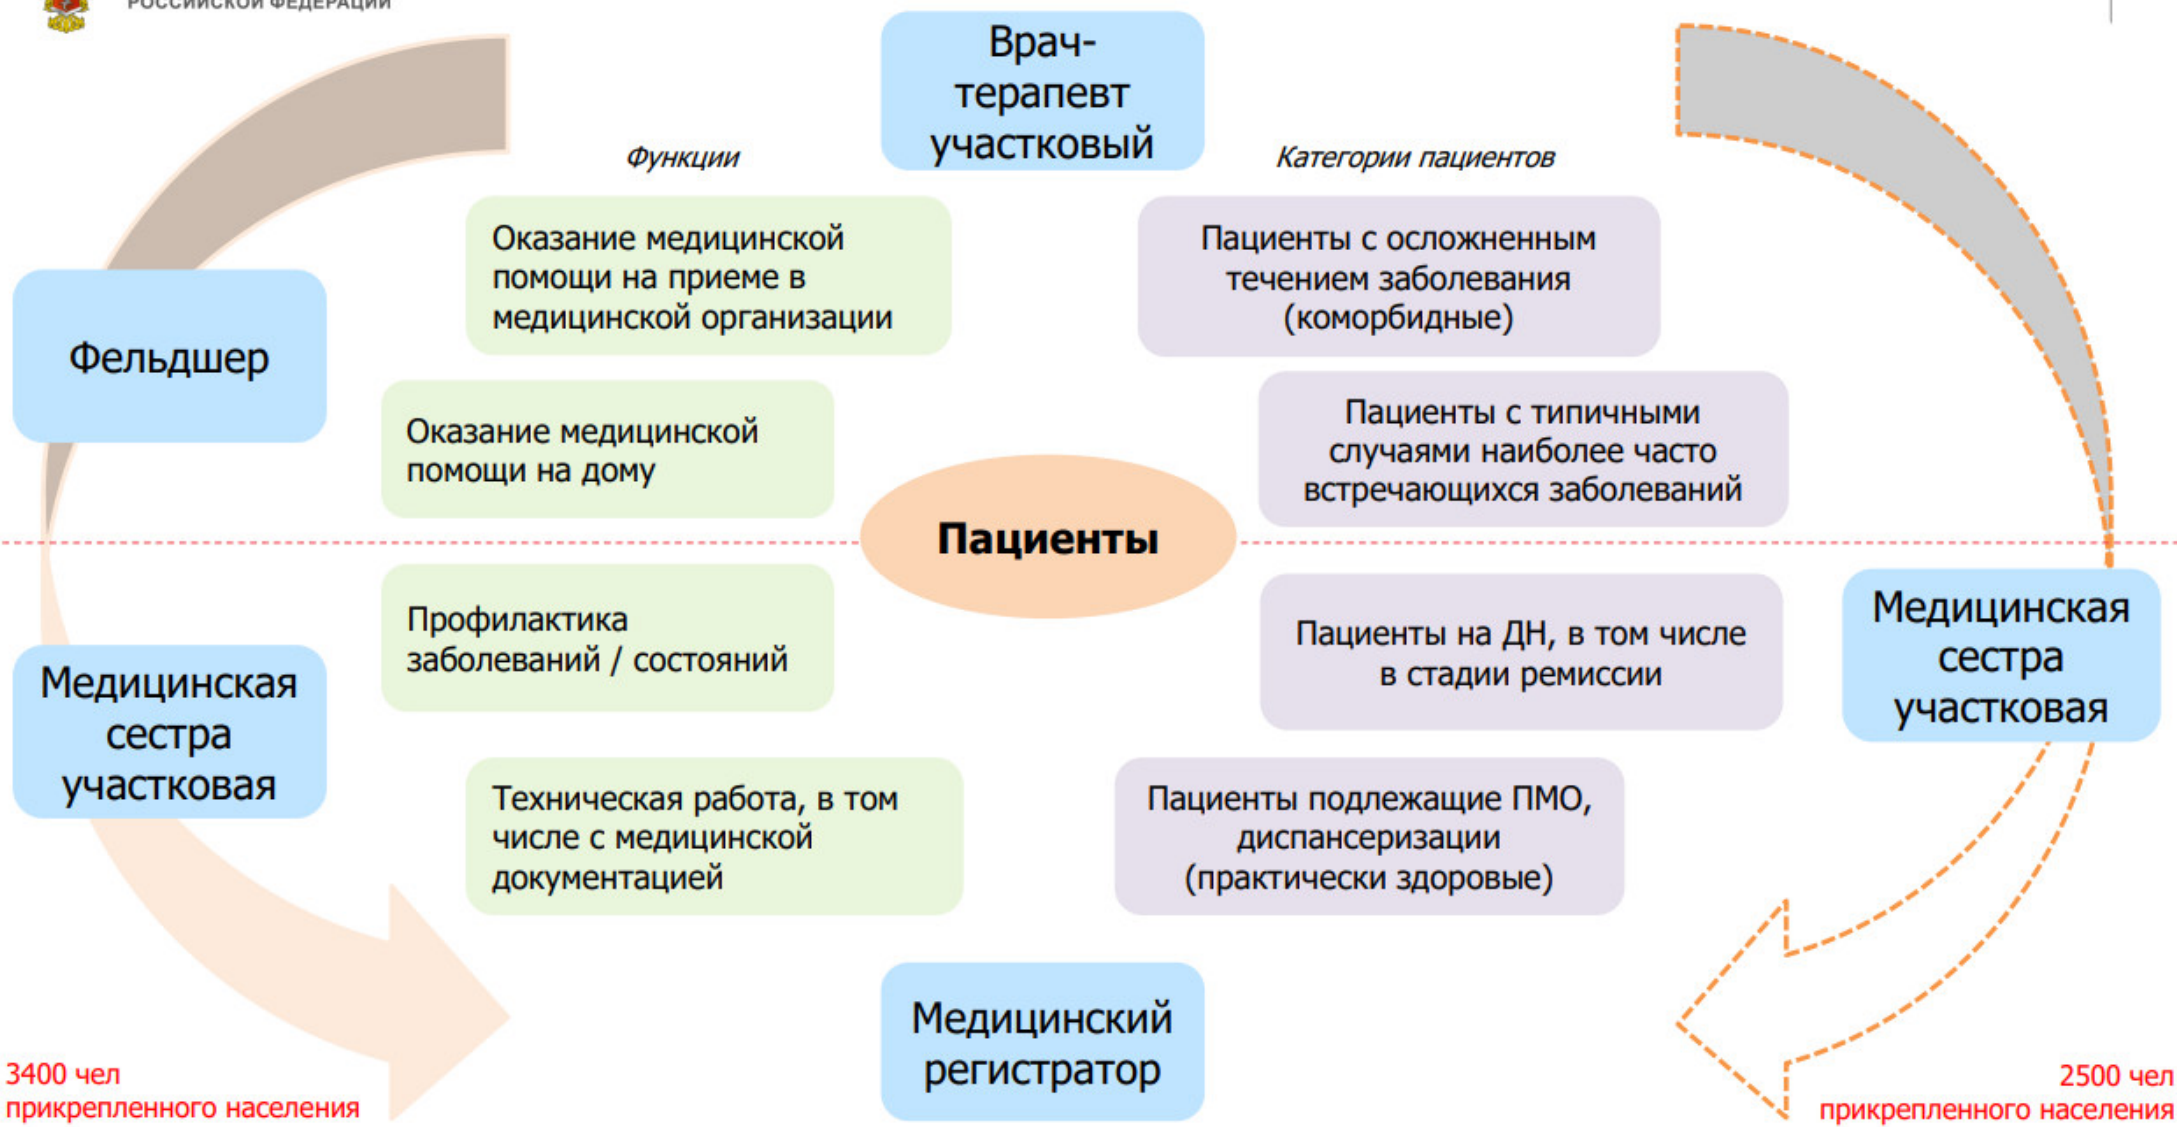 РОССИЙСКОЙ ФЕДЕРАЦИИ
Врач-
терапевт
участковый
Функции
Категории пациентов
Оказание медицинской
помощи на приеме в
медицинской организации
Пациенты с осложненным
течением заболевания
(коморбидные)
Фельдшер
Оказание медицинской
помощи на дому
Пациенты с типичными
случаями наиболее часто
встречающихся заболеваний
Пациенты
Профилактика
заболеваний / состояний
Пациенты на ДН, в том числе
в стадии ремиссии
Медицинская
сестра
участковая
Медицинская
сестра
участковая
Техническая работа, в том
числе с медицинской
документацией
Пациенты подлежащие ПМО,
диспансеризации
(практически здоровые)
Медицинский
регистратор
3400 чел
прикрепленного населения
2500 чел
прикрепленного населения